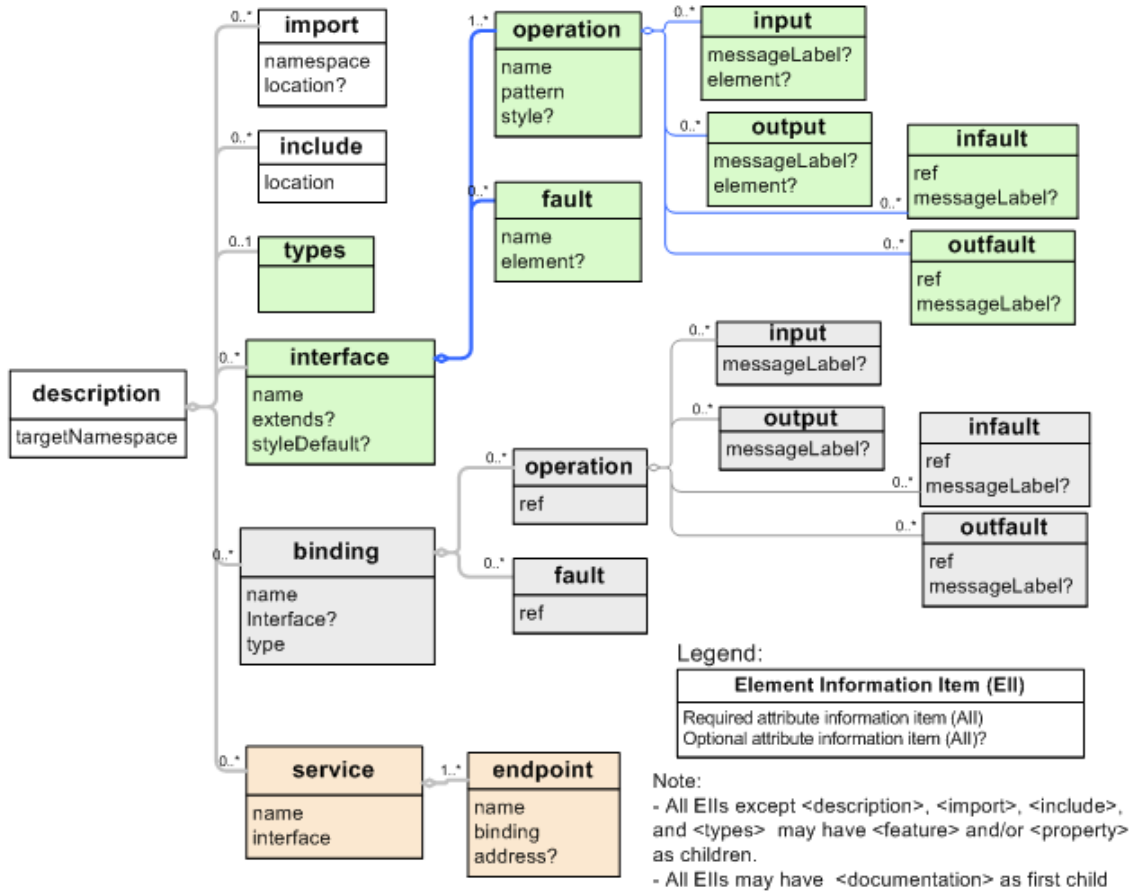 0..*
import
namespace
location?
0..*
include
location
0..1
types
0..*
interface
name
extends?
styleDefault?
description
targetNamespace
1..*
operation
name
pattern
style?
0..*
fault
name
element?
0..*
input
messageLabel?
element?
0..*
output
messageLabel?
element?
0..*
infault
ref
messageLabel?
0..*
outfault
ref
messageLabel?
0..*
binding
name
Interface?
type
0..*
operation
ref
0..*
fault
ref
0..*
input
messageLabel?
0..*
output
messageLabel?
0..*
infault
ref
messageLabel?
0..*
outfault
ref
messageLabel?
0..*
service
name
interface
1..*
endpoint
name
binding
address?
Legend:
Element Information Item (EII)
Required attribute information item (AII)
Optional attribute information item (AII)?
Note:
- All EIIs except <description>, <import>, <include>,
and <types> may have <feature> and/or <property>
as children.
- All EIIs may have <documentation> as first child